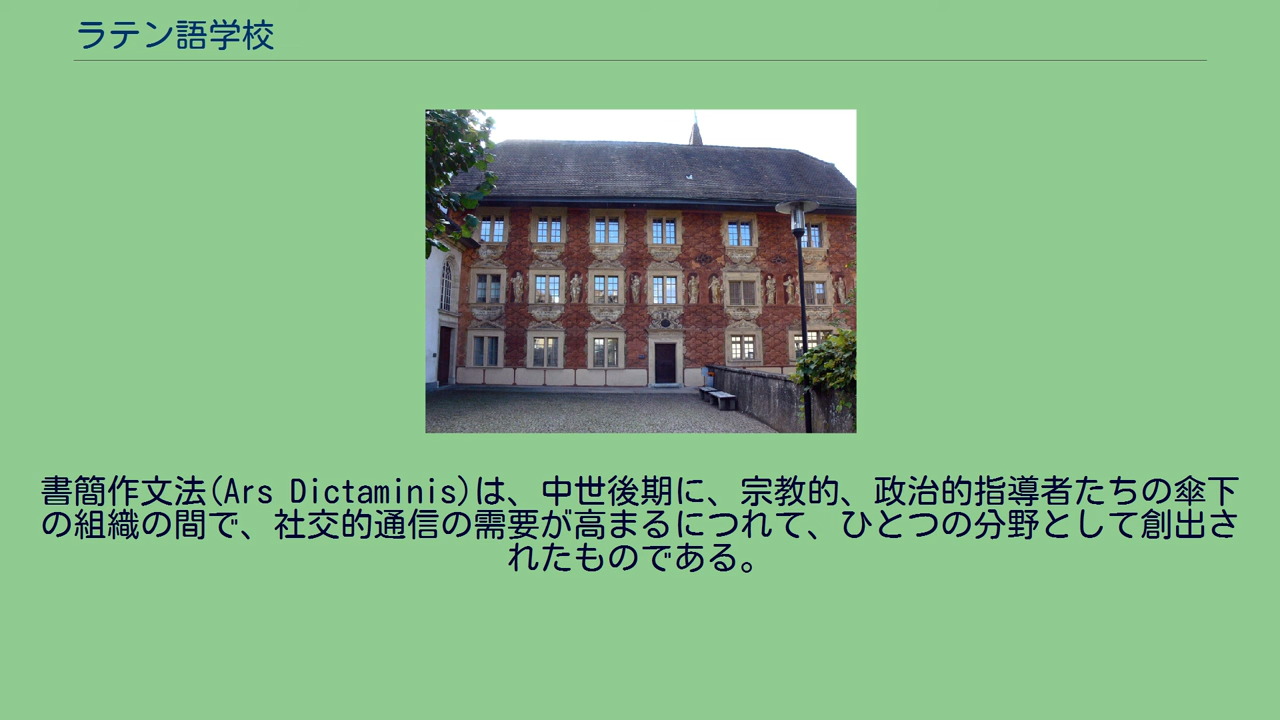 ラテン語学校
書簡作文法(Ars Dictaminis)は、中世後期に、宗教的、政治的指導者たちの傘下
の組織の間で、社交的通信の需要が高まるにつれて、ひとつの分野として創出さ
れたものである。